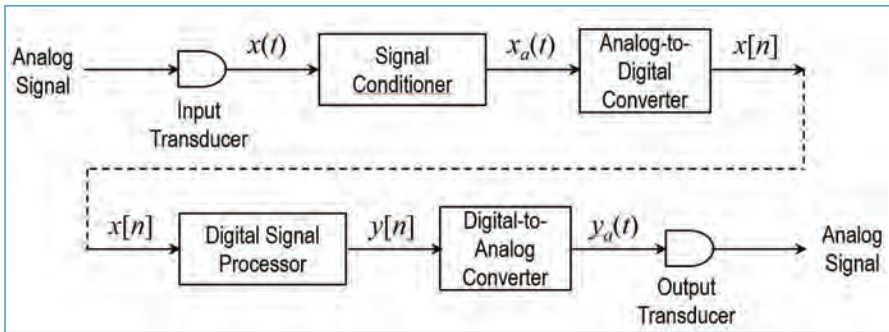 Analog
Signal
Input
Transducer
x(t)
Signal
Conditioner
xₐ(t)
Analog-to-
Digital
Converter
x[n]
x[n]
Digital Signal
Processor
y[n]
Digital-to-
Analog
Converter
yₐ(t)
Output
Transducer
Analog
Signal